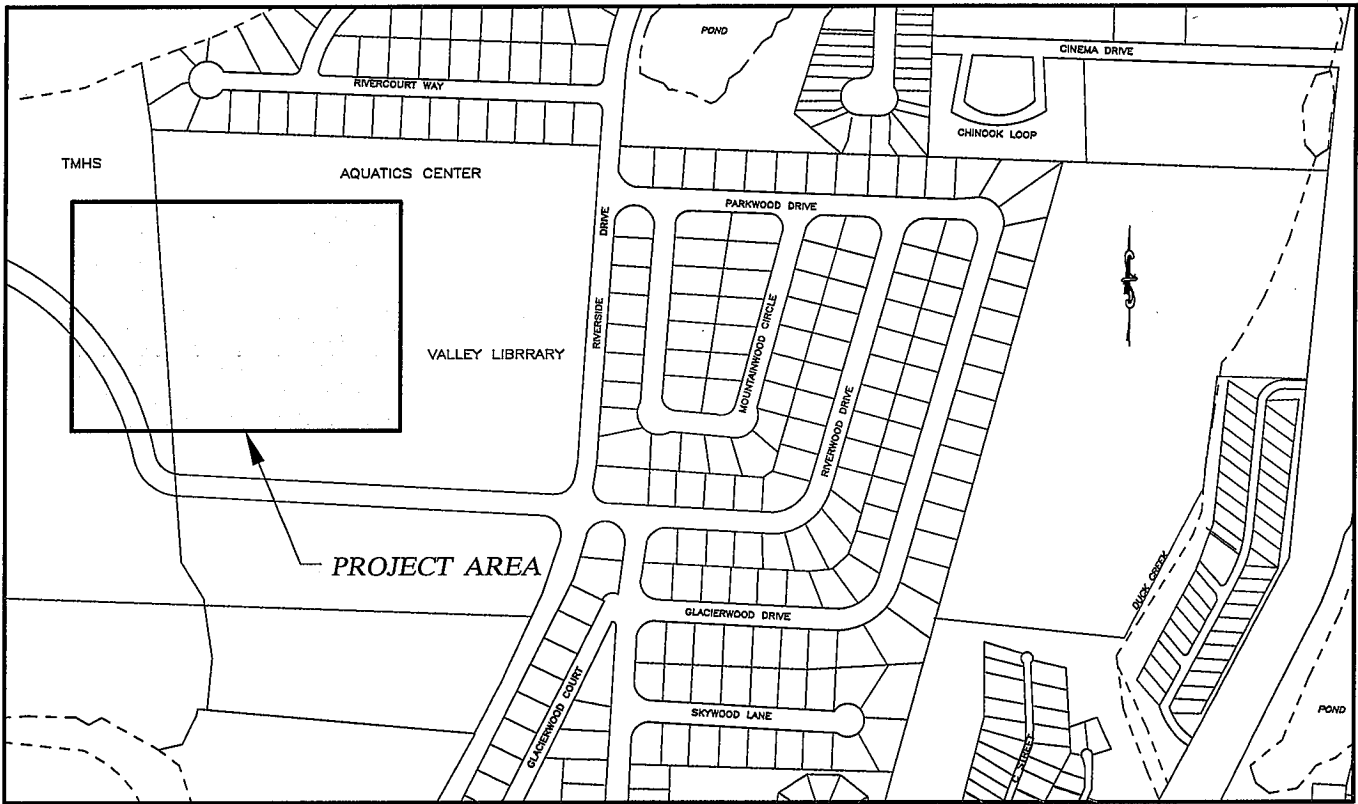 POND
CINEMA DRIVE
RIVERCOURT WAY
CHINOOK LOOP
TMHS
AQUATICS CENTER
PARKWOOD DRIVE
RIVERSIDE DRIVE
MOUNTAINWOOD CIRCLE
VALLEY LIBRRARY
RIVERWOOD DRIVE
PROJECT AREA
DUCK CREEK
GLACIERWOOD DRIVE
GLACIERWOOD COURT
SKYWOOD LANE
C STREET
POND